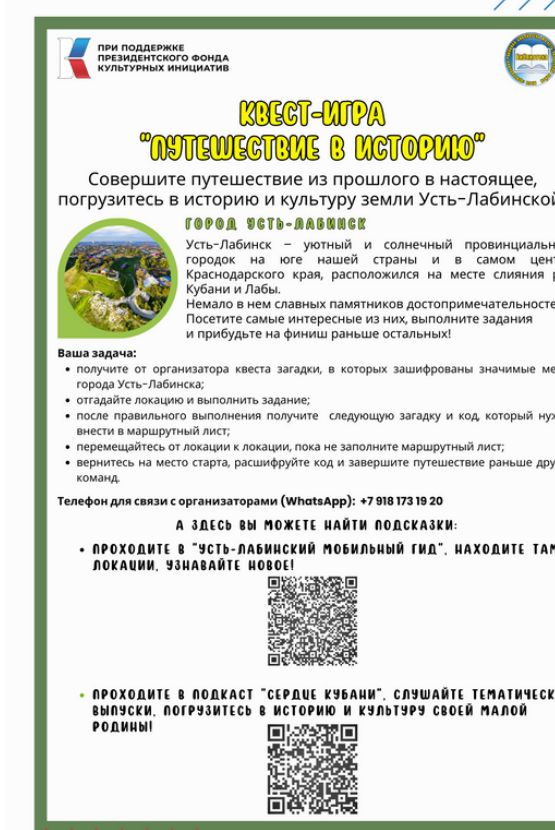 ПРИ ПОДДЕРЖКЕ
ПРЕЗИДЕНТСКОГО ФОНДА
КУЛЬТУРНЫХ ИНИЦИАТИВ
Библиотека
КВЕСТ-ИГРА
"ПУТЕШЕСТВИЕ В ИСТОРИЮ"
Совершите путешествие из прошлого в настоящее,
погрузитесь в историю и культуру земли Усть-Лабинской
ГОРОД УСТЬ-ЛАБИНСК
Усть-Лабинск – уютный и солнечный провинциальн
городок на юге нашей страны и в самом цен
Краснодарского края, расположился на месте слияния р
Кубани и Лабы.
Немало в нем славных памятников достопримечательносте
Посетите самые интересные из них, выполните задания
и прибудьте на финиш раньше остальных!
Ваша задача:
• получите от организатора квеста загадки, в которых зашифрованы значимые ме
города Усть-Лабинска;
• отгадайте локацию и выполнить задание;
• после правильного выполнения получите следующую загадку и код, который нуж
внести в маршрутный лист;
• перемещайтесь от локации к локации, пока не заполните маршрутный лист;
• вернитесь на место старта, расшифруйте код и завершите путешествие раньше дру
команд.
Телефон для связи с организаторами (WhatsApp): +7 918 173 19 20
А ЗДЕСЬ ВЫ МОЖЕТЕ НАЙТИ ПОДСКАЗКИ:
• ПРОХОДИТЕ В "УСТЬ-ЛАБИНСКИЙ МОБИЛЬНЫЙ ГИД", НАХОДИТЕ ТАМ
ЛОКАЦИИ, УЗНАВАЙТЕ НОВОЕ!
• ПРОХОДИТЕ В ПОДКАСТ "СЕРДЦЕ КУБАНИ", СЛУШАЙТЕ ТЕМАТИЧЕСК
ВЫПУСКИ, ПОГРУЗИТЕСЬ В ИСТОРИЮ И КУЛЬТУРУ СВОЕЙ МАЛОЙ
РОДИНЫ!